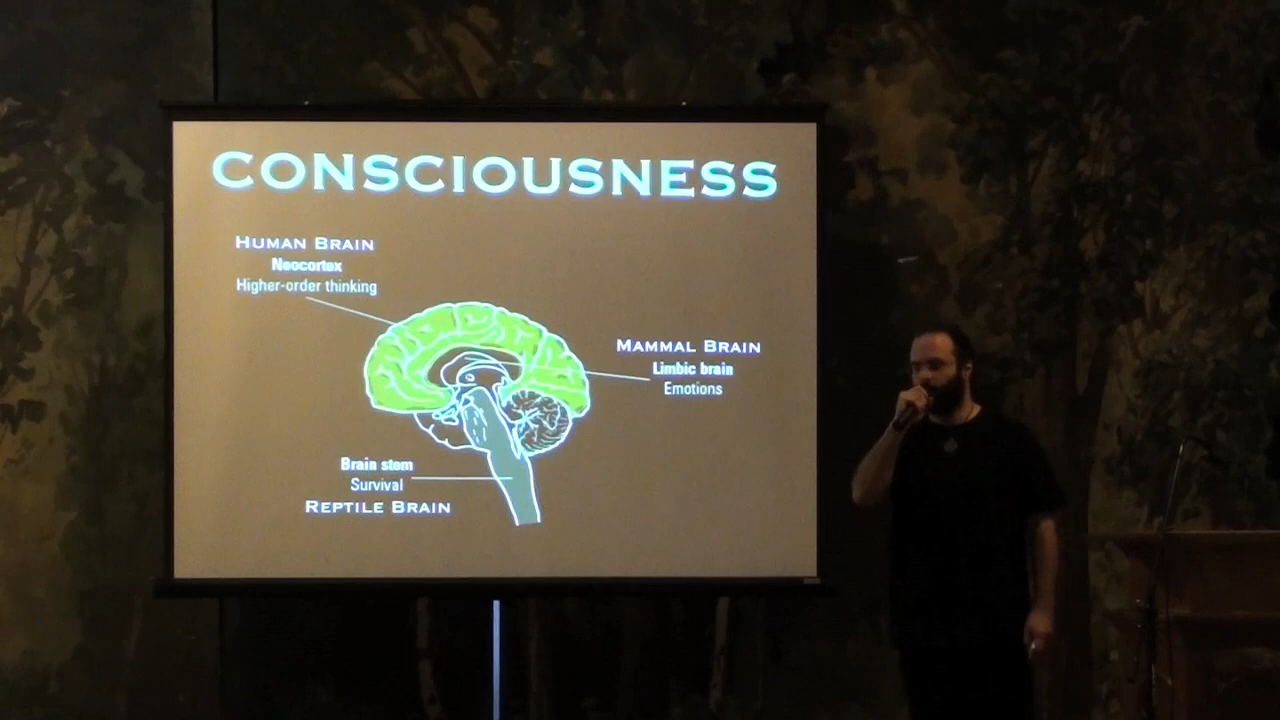 CONSCIOUSNESS
HUMAN BRAIN
Neocortex
Higher-order thinking
MAMMAL BRAIN
Limbic brain
Emotions
Brain stem
Survival
REPTILE BRAIN